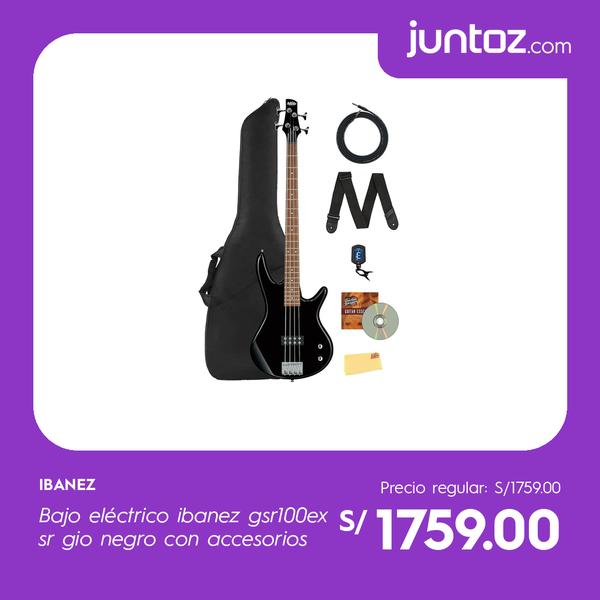 juntoz.com
IBANEZ
Bajo eléctrico ibanez gsr100ex
sr gio negro con accesorios
Precio regular: S/1759.00
S/ 1759.00